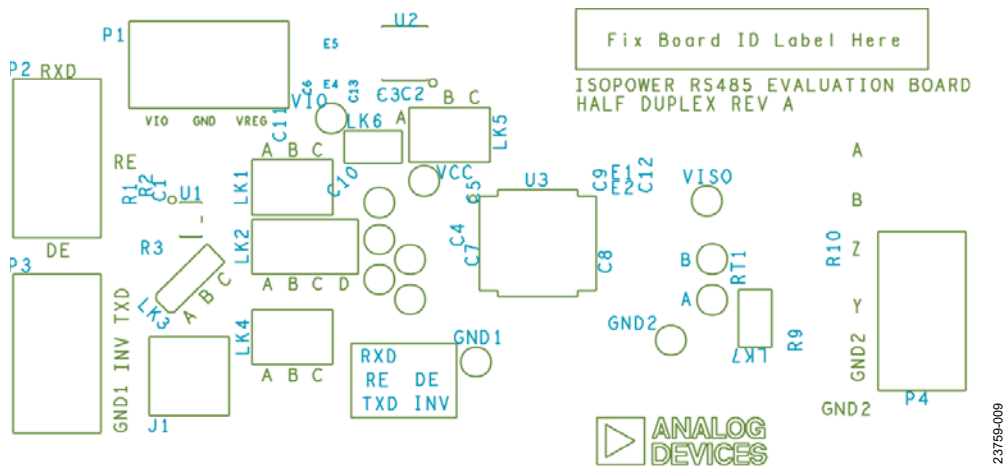 P1
U2
E5
C6
E4
C13
VIO
C3C2
B C
A
LK5
LK6
VIO GND VREG
C11
Fix Board ID Label Here
ISOPOWER RS485 EVALUATION BOARD
HALF DUPLEX REV A
P2
RXD
RE
DE
R1
R2
C1
U1
A B C
LK1
C10
VCC
C5
U3
C9
E1
E2
C12
VISO
A
B
Z
Y
GND2
GND2
R10
P4
R3
LK2
A B C D
C4
C7
C8
B
A
RT1
LK7
R9
GND2
P3
TXD
INV
GND1
LK3
A B C
J1
LK4
A B C
GND1
RXD
RE DE
TXD INV
ANALOG
DEVICES
23759-009